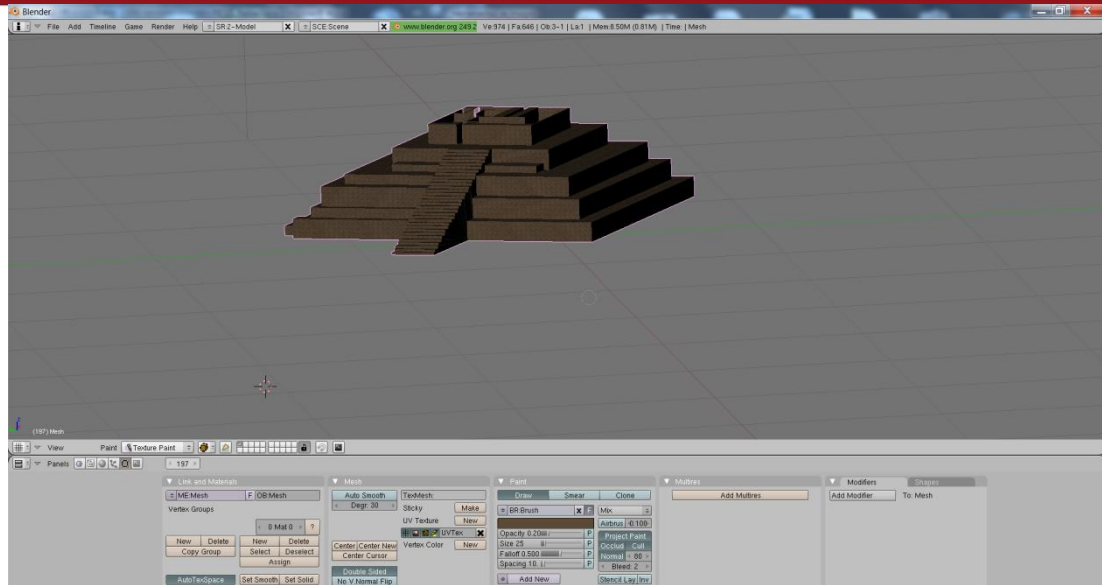 Blender
File Add Timeline Game Render Help SR:2-Model X SCE:Scene X www.blender.org 249.2 Ve:974 | Fa:646 | Ob:3-1 | La:1 | Mem:8.50M (0.81M) | Time: | Mesh
(197) Mesh
View Paint Texture Paint
Panels 197
Link and Materials
ME:Mesh F OB:Mesh
Vertex Groups
0 Mat 0 ?
New Delete New Delete
Copy Group Select Deselect
Assign
AutoTexSpace Set Smooth Set Solid
Mesh
Auto Smooth TexMesh:
Degr: 30 Sticky Make
UV Texture New
UVTex X
Center Center New Vertex Color New
Center Cursor
Double Sided
No V.Normal Flip
Paint
Draw Smear Clone
BR:Brush X F Mix
Airbrus 0.100
Opacity 0.200 P Project Paint
Size 25 P Occlud Cull
Falloff 0.500 P Normal 80
Spacing 10. P Bleed: 2
Add New Stencil Lay Inv
Multires
Add Multires
Modifiers Shapes
Add Modifier To: Mesh